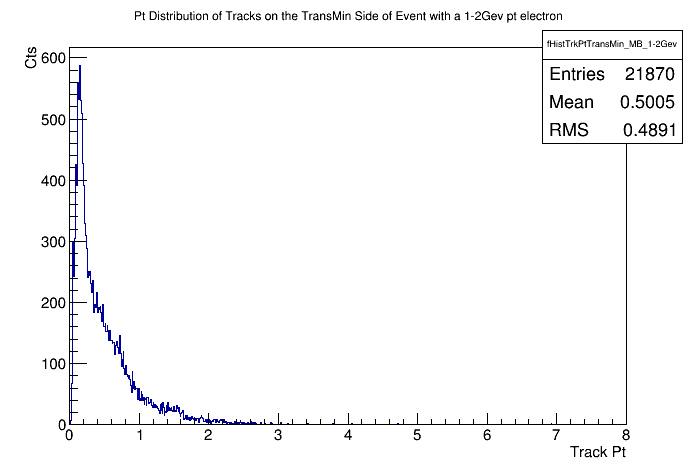 Pt Distribution of Tracks on the TransMin Side of Event with a 1-2Gev pt electron
fHistTrkPtTransMin_MB_1-2Gev
Entries 21870
Mean 0.5005
RMS 0.4891
Cts
600
500
400
300
200
100
0
0 1 2 3 4 5 6 7 8
Track Pt